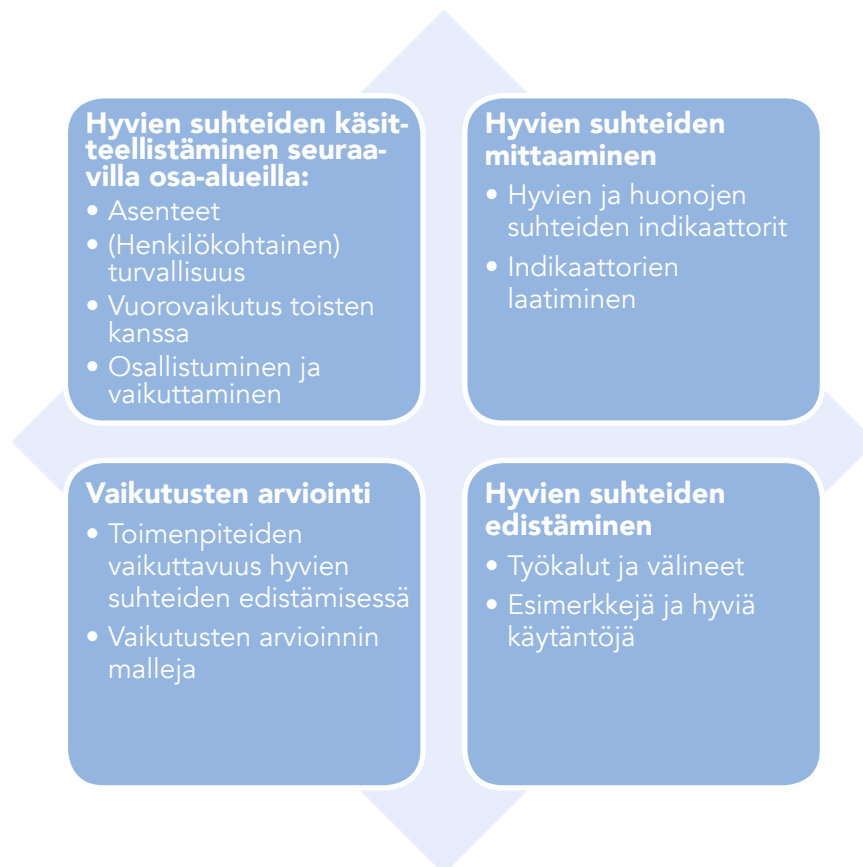 Hyvien suhteiden käsit-
teellistäminen seuraa-
villa osa-alueilla:
• Asenteet
• (Henkilökohtainen)
turvallisuus
• Vuorovaikutus toisten
kanssa
• Osallistuminen ja
vaikuttaminen
Hyvien suhteiden
mittaaminen
• Hyvien ja huonojen
suhteiden indikaattorit
• Indikaattorien
laatiminen
Vaikutusten arviointi
• Toimenpiteiden
vaikuttavuus hyvien
suhteiden edistämisessä
• Vaikutusten arvioinnin
malleja
Hyvien suhteiden
edistäminen
• Työkalut ja välineet
• Esimerkkejä ja hyviä
käytäntöjä